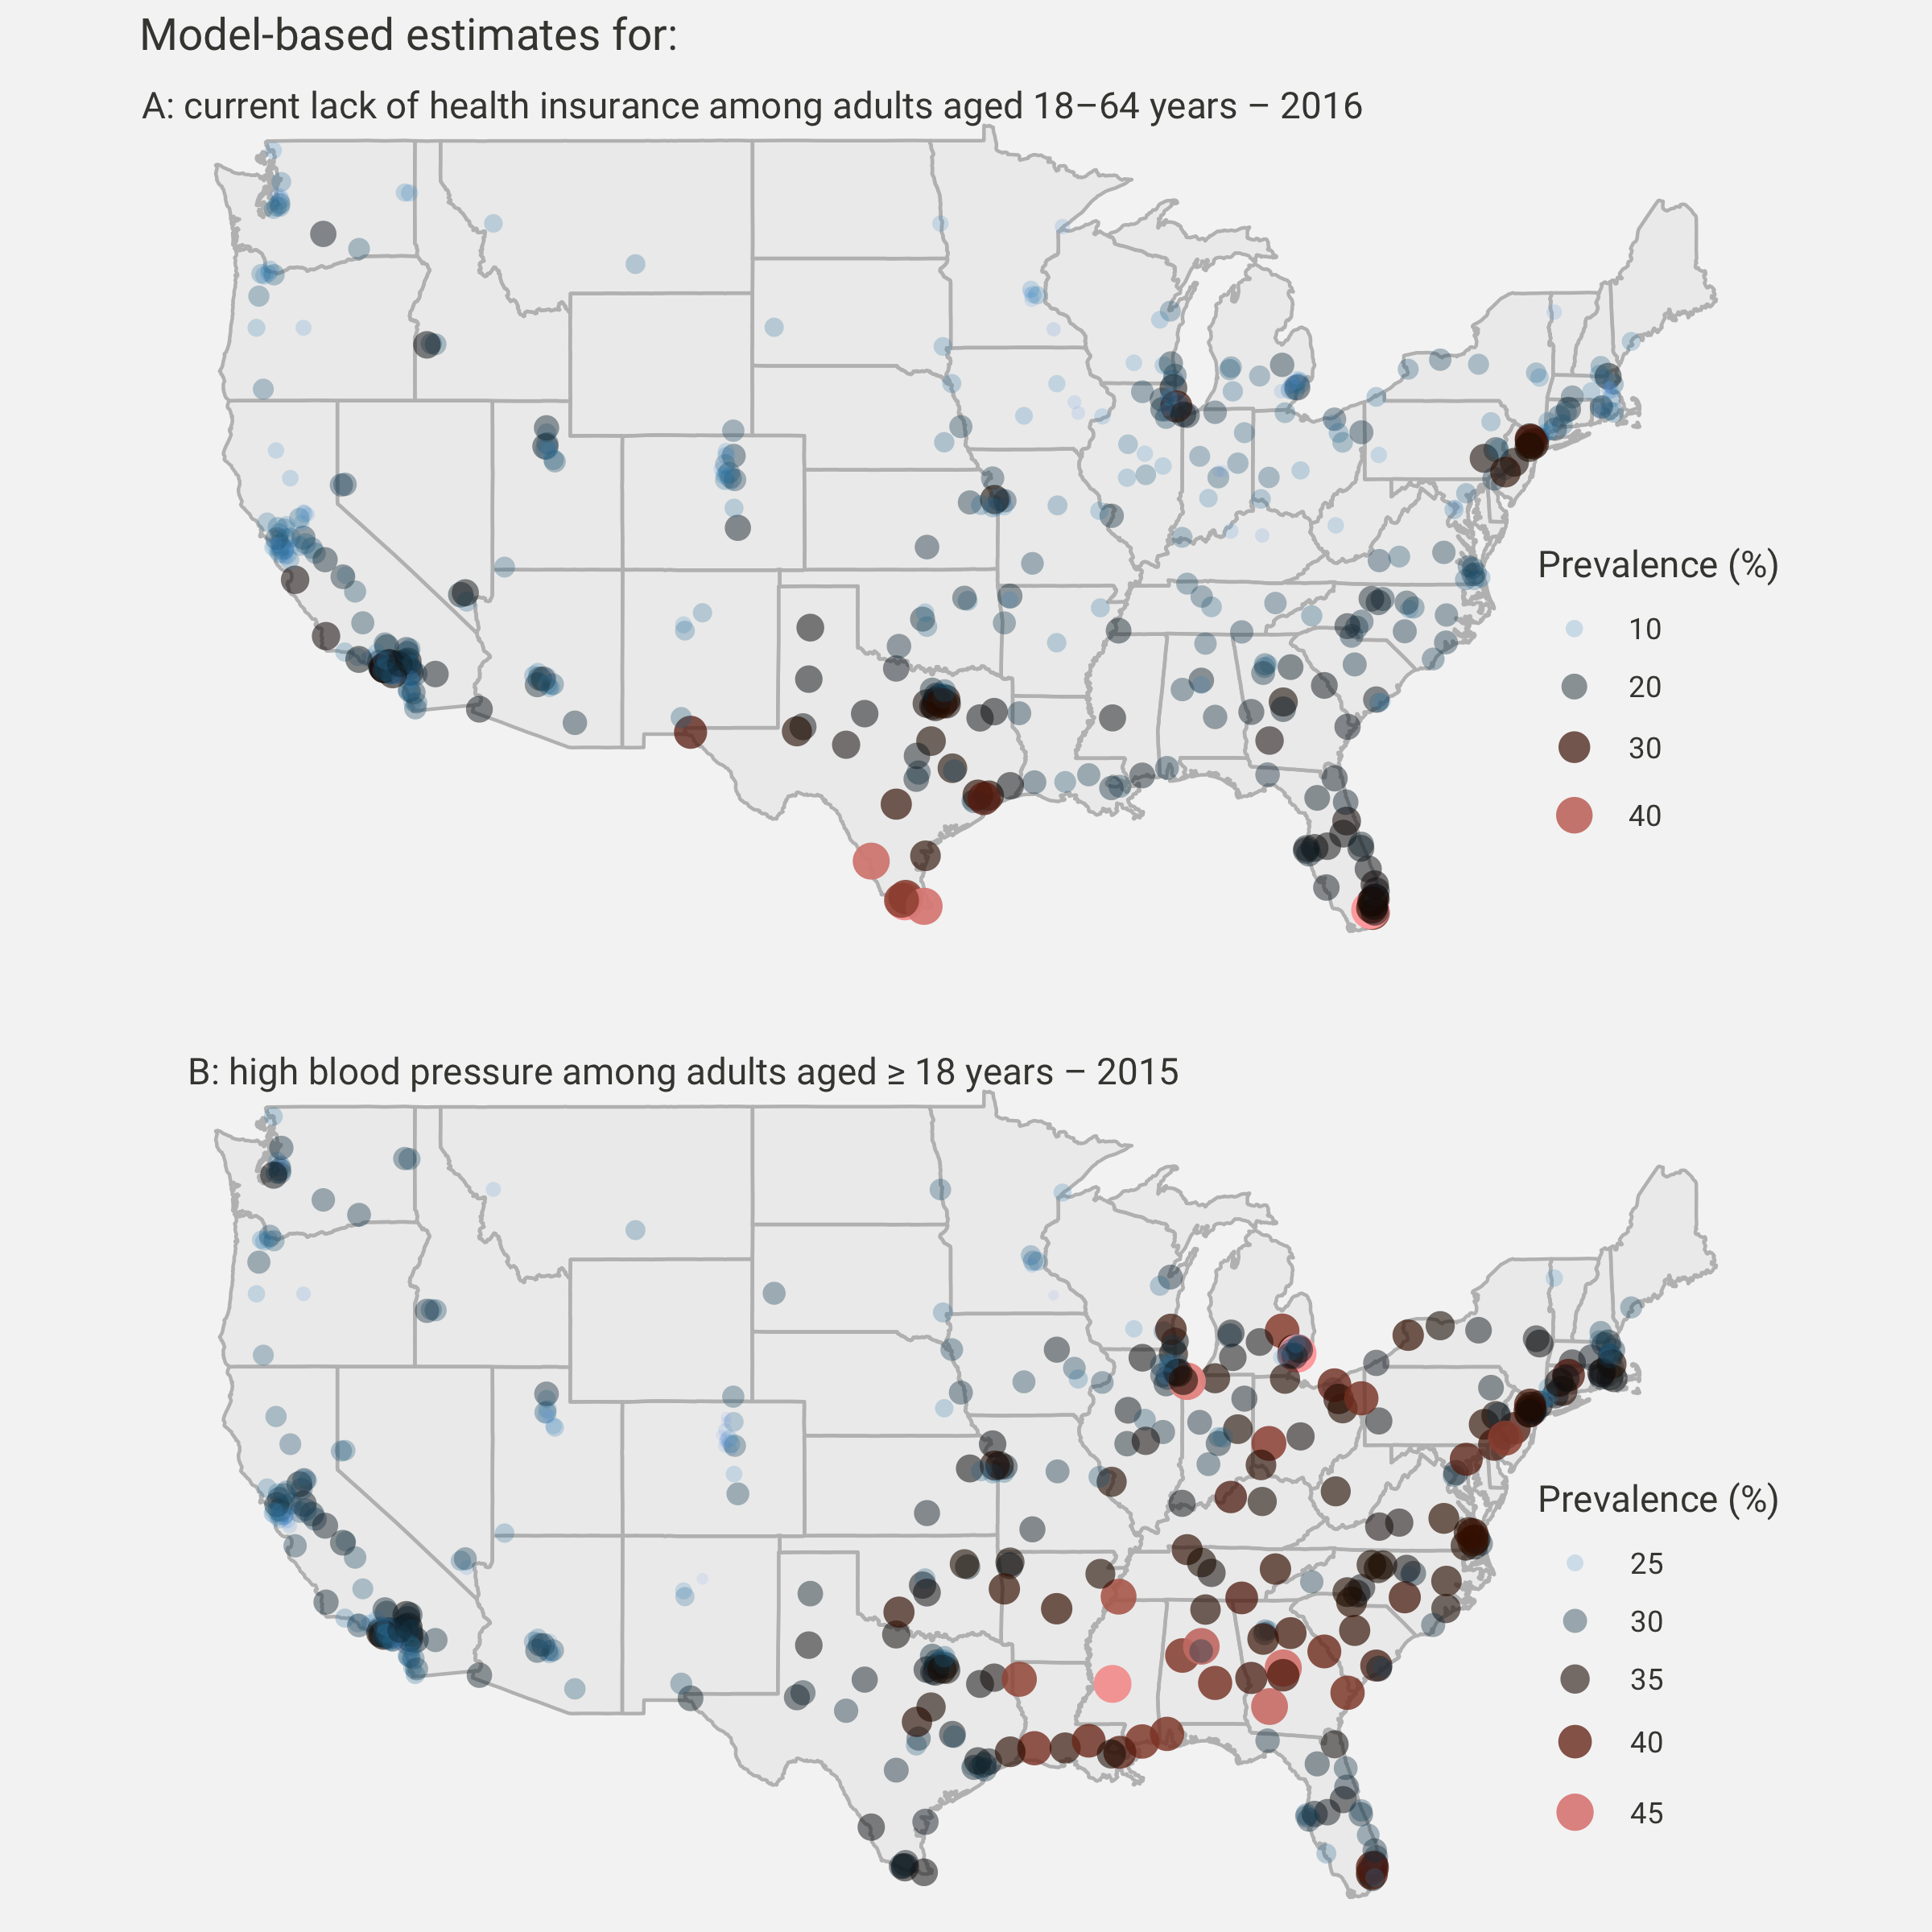 Model-based estimates for:
A: current lack of health insurance among adults aged 18–64 years – 2016
Prevalence (%)
10
20
30
40
B: high blood pressure among adults aged ≥ 18 years – 2015
Prevalence (%)
25
30
35
40
45